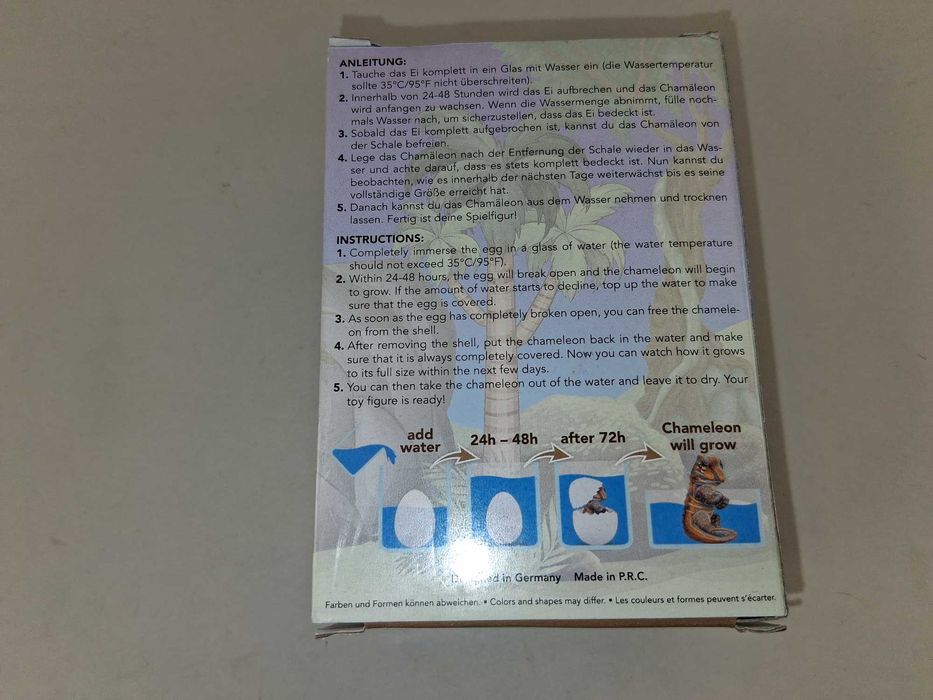 ANLEITUNG:
1. Tauche das Ei komplett in ein Glas mit Wasser ein (die Wassertemperatur
sollte 35°C/95°F nicht überschreiten).
2. Innerhalb von 24-48 Stunden wird das Ei aufbrechen und das Chamäleon
wird anfangen zu wachsen. Wenn die Wassermenge abnimmt, fülle noch-
mals Wasser nach, um sicherzustellen, dass das Ei bedeckt ist.
3. Sobald das Ei komplett aufgebrochen ist, kannst du das Chamäleon von
der Schale befreien.
4. Lege das Chamäleon nach der Entfernung der Schale wieder in das Was-
ser und achte darauf, dass es stets komplett bedeckt ist. Nun kannst du
beobachten, wie es innerhalb der nächsten Tage weiterwächst bis es seine
vollständige Größe erreicht hat.
5. Danach kannst du das Chamäleon aus dem Wasser nehmen und trocknen
lassen. Fertig ist deine Spielfigur!
INSTRUCTIONS:
1. Completely immerse the egg in a glass of water (the water temperature
should not exceed 35°C/95°F).
2. Within 24-48 hours, the egg will break open and the chameleon will begin
to grow. If the amount of water starts to decline, top up the water to make
sure that the egg is covered.
3. As soon as the egg has completely broken open, you can free the chamele-
on from the shell.
4. After removing the shell, put the chameleon back in the water and make
sure that it is always completely covered. Now you can watch how it grows
to its full size within the next few days.
5. You can then take the chameleon out of the water and leave it to dry. Your
toy figure is ready!
add
water
24h – 48h
after 72h
Chameleon
will grow
in Germany Made in P.R.C.
Farben und Formen können abweichen. • Colors and shapes may differ. • Les couleurs et formes peuvent s'écarter.